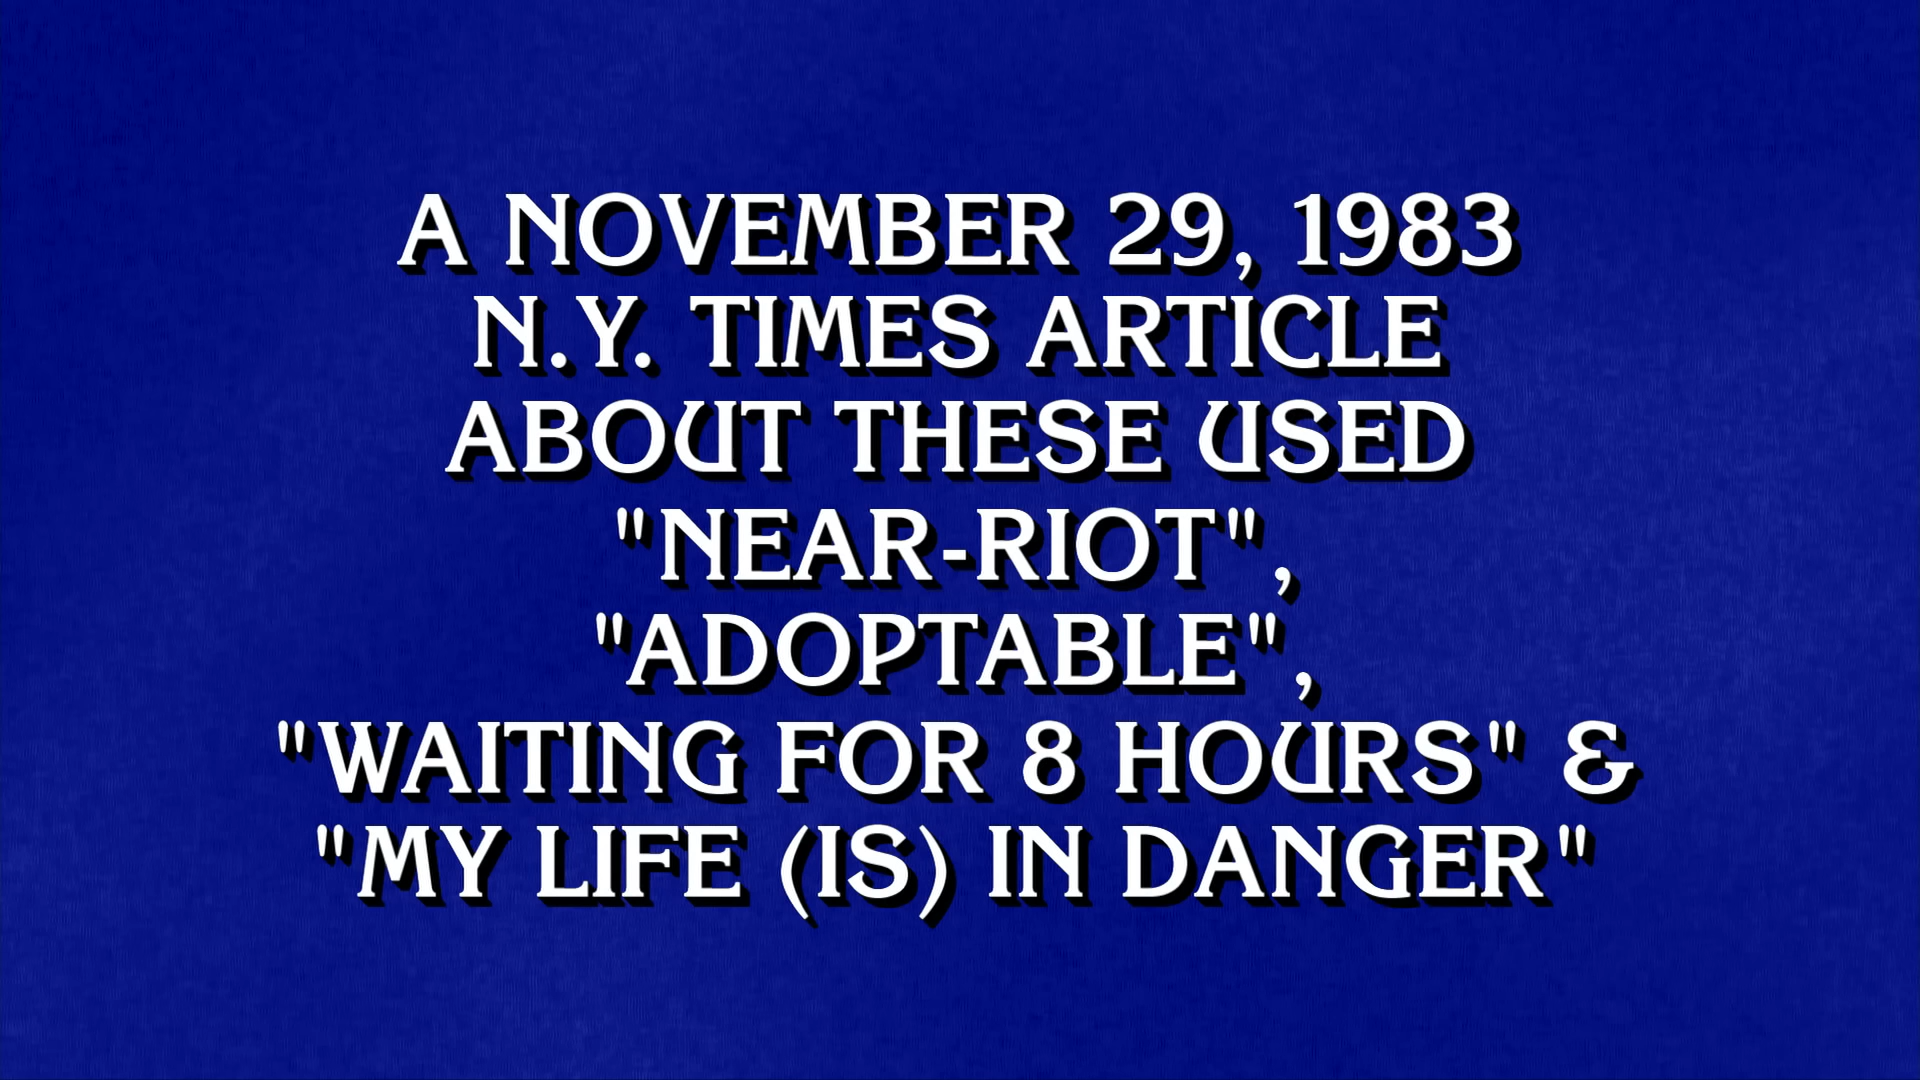 A NOVEMBER 29, 1983
N.Y. TIMES ARTICLE
ABOUT THESE USED
"NEAR-RIOT",
"ADOPTABLE",
"WAITING FOR 8 HOURS" &
"MY LIFE (IS) IN DANGER"